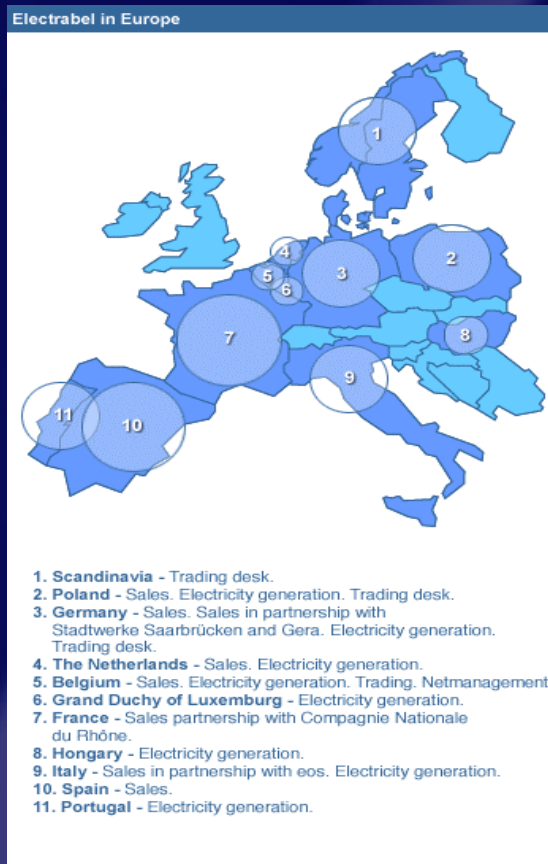 Electrabel in Europe
1
2
3
4
5
6
7
8
9
10
11
1. Scandinavia - Trading desk.
2. Poland - Sales. Electricity generation. Trading desk.
3. Germany - Sales. Sales in partnership with
Stadtwerke Saarbrücken and Gera. Electricity generation.
Trading desk.
4. The Netherlands - Sales. Electricity generation.
5. Belgium - Sales. Electricity generation. Trading. Netmanagement
6. Grand Duchy of Luxemburg - Electricity generation.
7. France - Sales partnership with Compagnie Nationale
du Rhône.
8. Hongary - Electricity generation.
9. Italy - Sales in partnership with eos. Electricity generation.
10. Spain - Sales.
11. Portugal - Electricity generation.